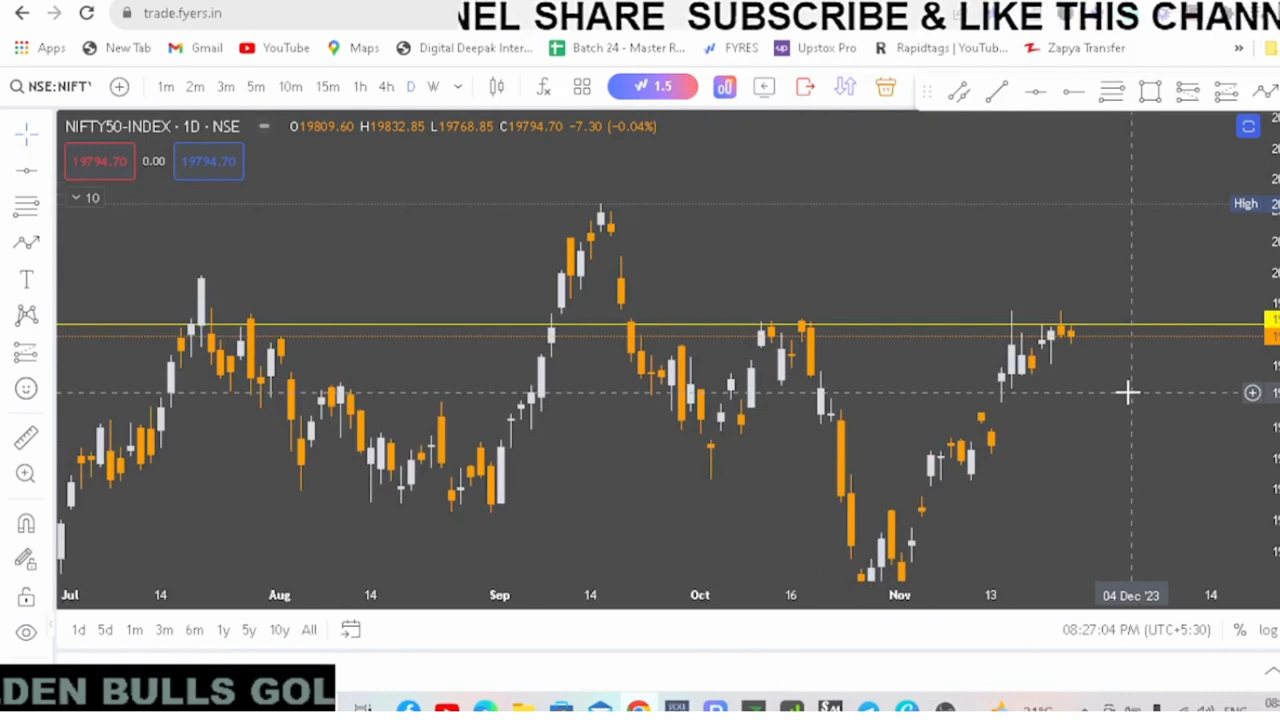 trade.fyers.in
NEL SHARE SUBSCRIBE & LIKE THIS CHANN
Apps New Tab Gmail YouTube Maps Digital Deepak Inter... Batch 24 - Master R... FYRES Upstox Pro Rapidtags | YouTub... Zapya Transfer »
NSE:NIFTY 1m 2m 3m 5m 10m 15m 1h 4h D W 1.5
NIFTY50-INDEX · 1D · NSE O19809.60 H19832.85 L19768.85 C19794.70 -7.30 (-0.04%)
19794.70 0.00 19794.70
10
High
Jul 14 Aug 14 Sep 14 Oct 16 Nov 13 04 Dec '23 14
1d 5d 1m 3m 6m 1y 5y 10y All 08:27:04 PM (UTC+5:30) % log
LDEN BULLS GOL